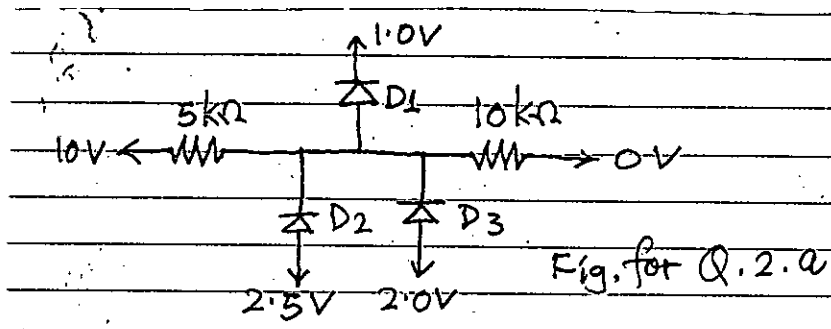 1.0V
D1
5kΩ 10kΩ
10V 0V
D2 D3
Fig. for Q.2.a
2.5V 2.0V